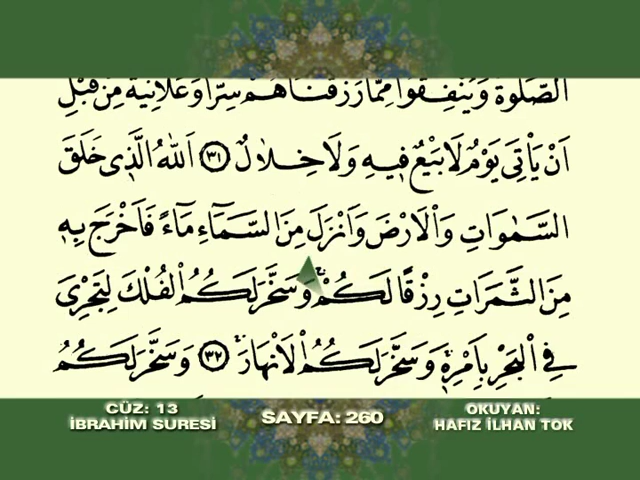 الصَّلٰوةَ وَيُنْفِقُوا مِمَّا رَزَقْنَاهُمْ سِرًّا وَعَلَانِيَةً مِنْ قَبْلِ
اَنْ يَأْتِيَ يَوْمٌ لَا بَيْعٌ فِيهِ وَلَا خِلَالٌ ﴿٣١﴾ اَللّٰهُ الَّذِي خَلَقَ
السَّمٰوَاتِ وَالْاَرْضَ وَاَنْزَلَ مِنَ السَّمَٓاءِ مَٓاءً فَاَخْرَجَ بِهِ
مِنَ الثَّمَرَاتِ رِزْقًا لَكُمْۚ وَسَخَّرَ لَكُمُ الْفُلْكَ لِتَجْرِيَ
فِي الْبَحْرِ بِاَمْرِهِۚ وَسَخَّرَ لَكُمُ الْاَنْهَارَۚ ﴿٣٢﴾ وَسَخَّرَ لَكُمُ
CÜZ: 13
İBRAHİM SURESİ
SAYFA: 260
OKUYAN:
HAFIZ İLHAN TOK